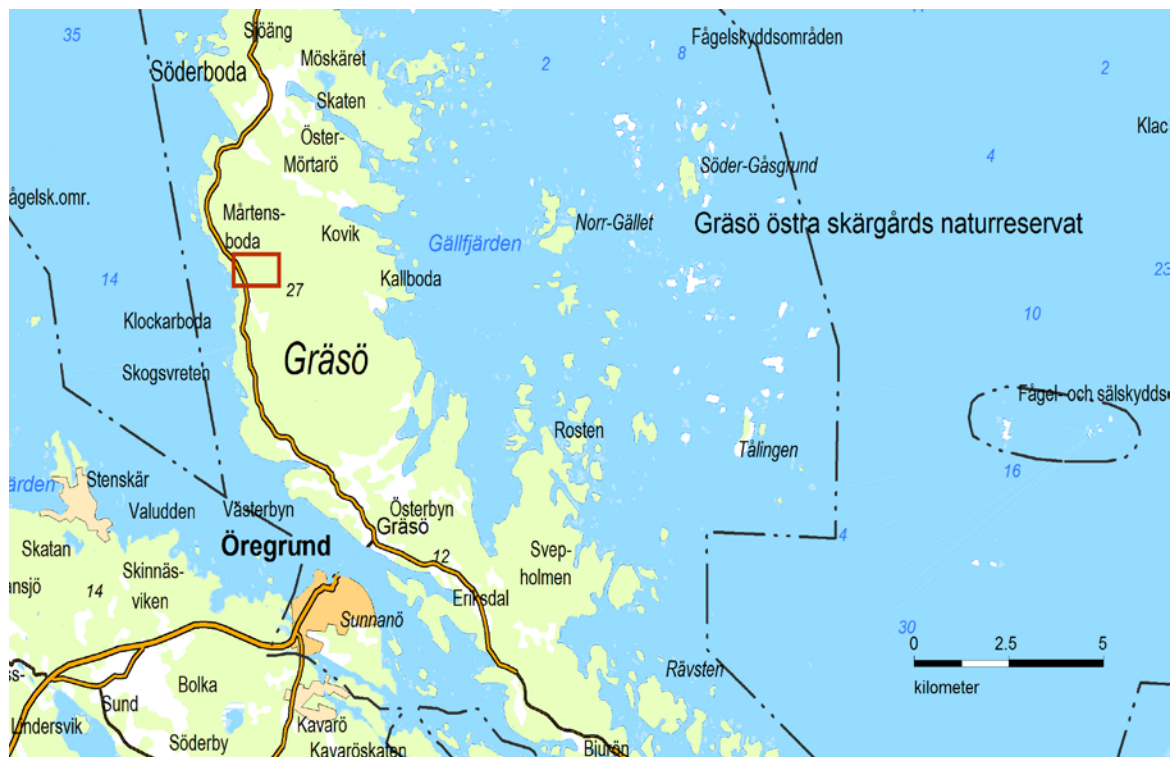 Sjöäng
35
Fågelskyddsområden
Möskäret
8
Söderboda
2
2
Skaten
Klac
Öster-
Mörtarö
4
Söder-Gåsgrund
ågelsk.omr.
Mårtens-
boda
Kovik
Norr-Gället
Gräsö östra skärgårds naturreservat
Gällfjärden
23
14
27
Kallboda
10
Klockarboda
Gräsö
Skogsvreten
Fågel- och sälskydds
Rosten
Tålingen
16
ärden
Stenskär
Valudden
Västerbyn
Österbyn
Gräsö
4
Öregrund
Skatan
12
Svep-
holmen
ansjö
14
Skinnäs-
viken
Eriksdal
Sunnanö
30
0
2.5
5
Rävsten
kilometer
ss-
Bolka
Sund
Lindersvik
Kavarö
Söderby
Kavaröskaten
Bjurön